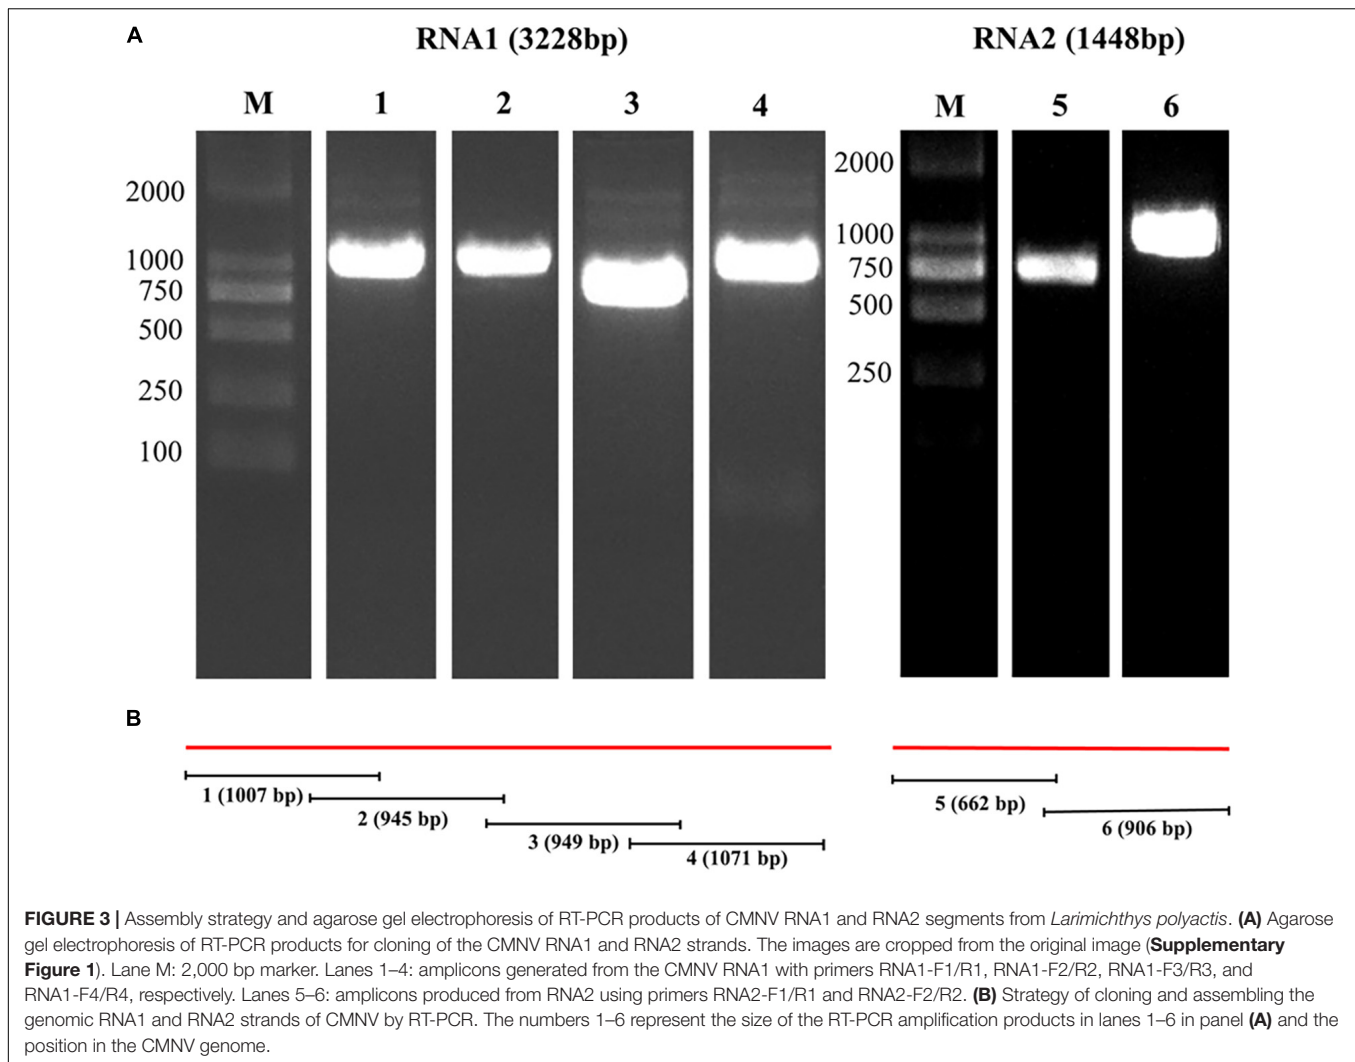 A
RNA1 (3228bp)
RNA2 (1448bp)
M 1 2 3 4
M 5 6
2000
1000
750
500
250
100
2000
1000
750
500
250
B
1 (1007 bp)
2 (945 bp)
3 (949 bp)
4 (1071 bp)
5 (662 bp)
6 (906 bp)
FIGURE 3 | Assembly strategy and agarose gel electrophoresis of RT-PCR products of CMNV RNA1 and RNA2 segments from Larimichthys polyactis. (A) Agarose
gel electrophoresis of RT-PCR products for cloning of the CMNV RNA1 and RNA2 strands. The images are cropped from the original image (Supplementary
Figure 1). Lane M: 2,000 bp marker. Lanes 1–4: amplicons generated from the CMNV RNA1 with primers RNA1-F1/R1, RNA1-F2/R2, RNA1-F3/R3, and
RNA1-F4/R4, respectively. Lanes 5–6: amplicons produced from RNA2 using primers RNA2-F1/R1 and RNA2-F2/R2. (B) Strategy of cloning and assembling the
genomic RNA1 and RNA2 strands of CMNV by RT-PCR. The numbers 1–6 represent the size of the RT-PCR amplification products in lanes 1–6 in panel (A) and the
position in the CMNV genome.